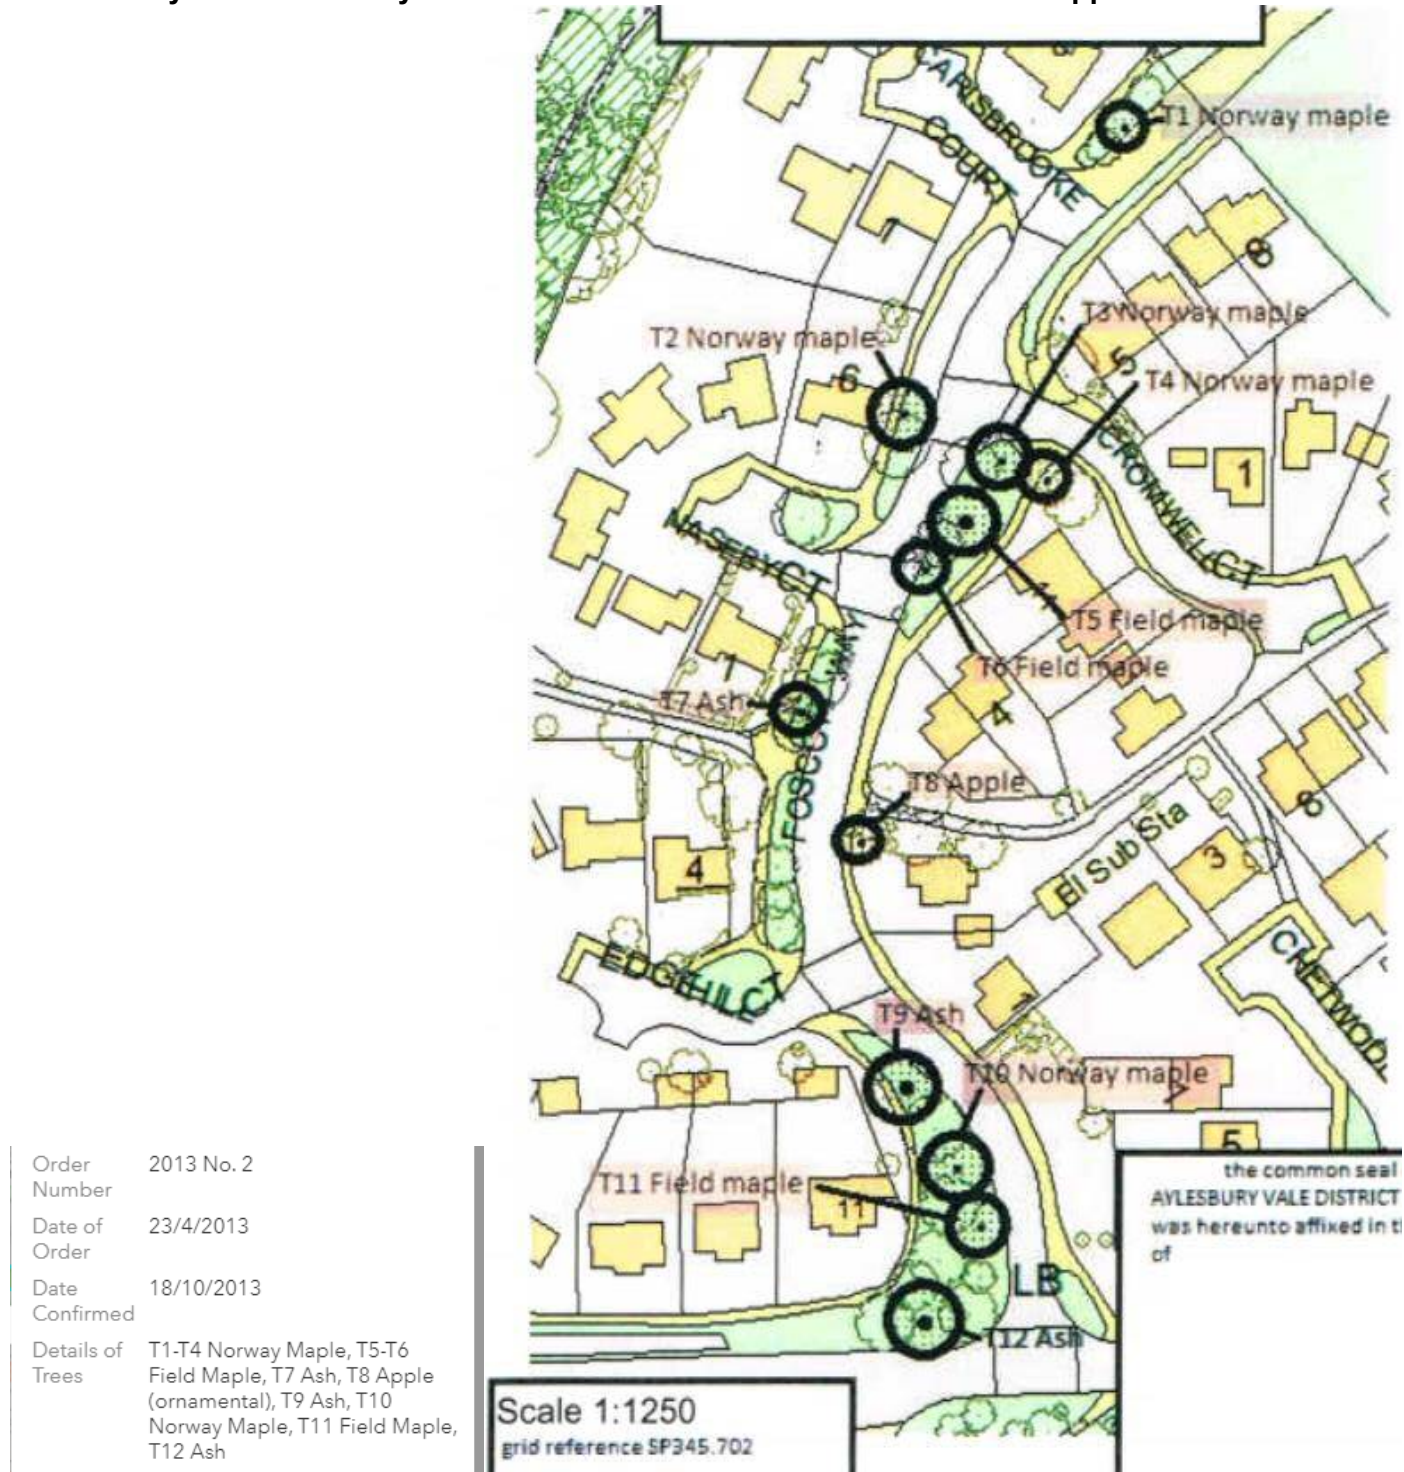 CARISBROOKE
COURT
T1 Norway maple
8
T3 Norway maple
T2 Norway maple
6
5
T4 Norway maple
CROMWELL CT
1
NASEBY CT
11
T5 Field maple
T6 Field maple
1
T7 Ash
4
T8 Apple
8
El Sub Sta
3
4
EDGEHILL CT
T9 Ash
T10 Norway maple
5
T11 Field maple
11
LB
T12 Ash
the common seal
AYLESBURY VALE DISTRICT
was hereunto affixed in
of
Scale 1:1250
grid reference SP345.702
Order Number
2013 No. 2
Date of Order
23/4/2013
Date Confirmed
18/10/2013
Details of Trees
T1-T4 Norway Maple, T5-T6
Field Maple, T7 Ash, T8 Apple
(ornamental), T9 Ash, T10
Norway Maple, T11 Field Maple,
T12 Ash